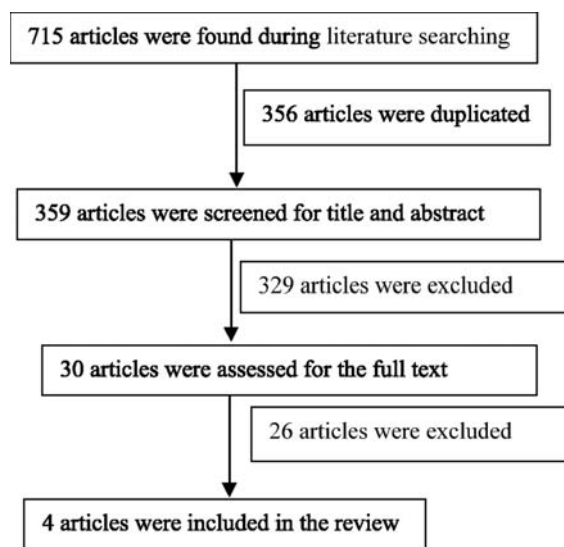 715 articles were found during literature searching
356 articles were duplicated
359 articles were screened for title and abstract
329 articles were excluded
30 articles were assessed for the full text
26 articles were excluded
4 articles were included in the review